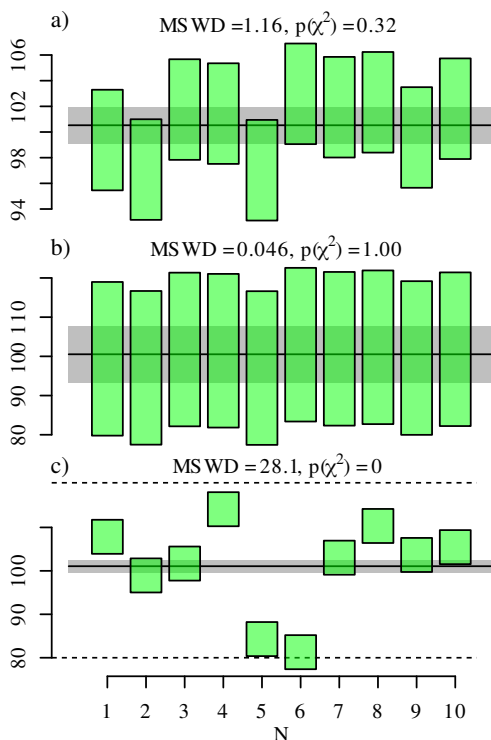 a)
MSWD=1.16, p(χ²)=0.32
106
102
98
94
b)
MSWD=0.046, p(χ²)=1.00
110
100
90
80
c)
MSWD=28.1, p(χ²)=0
100
90
80
1 2 3 4 5 6 7 8 9 10
N